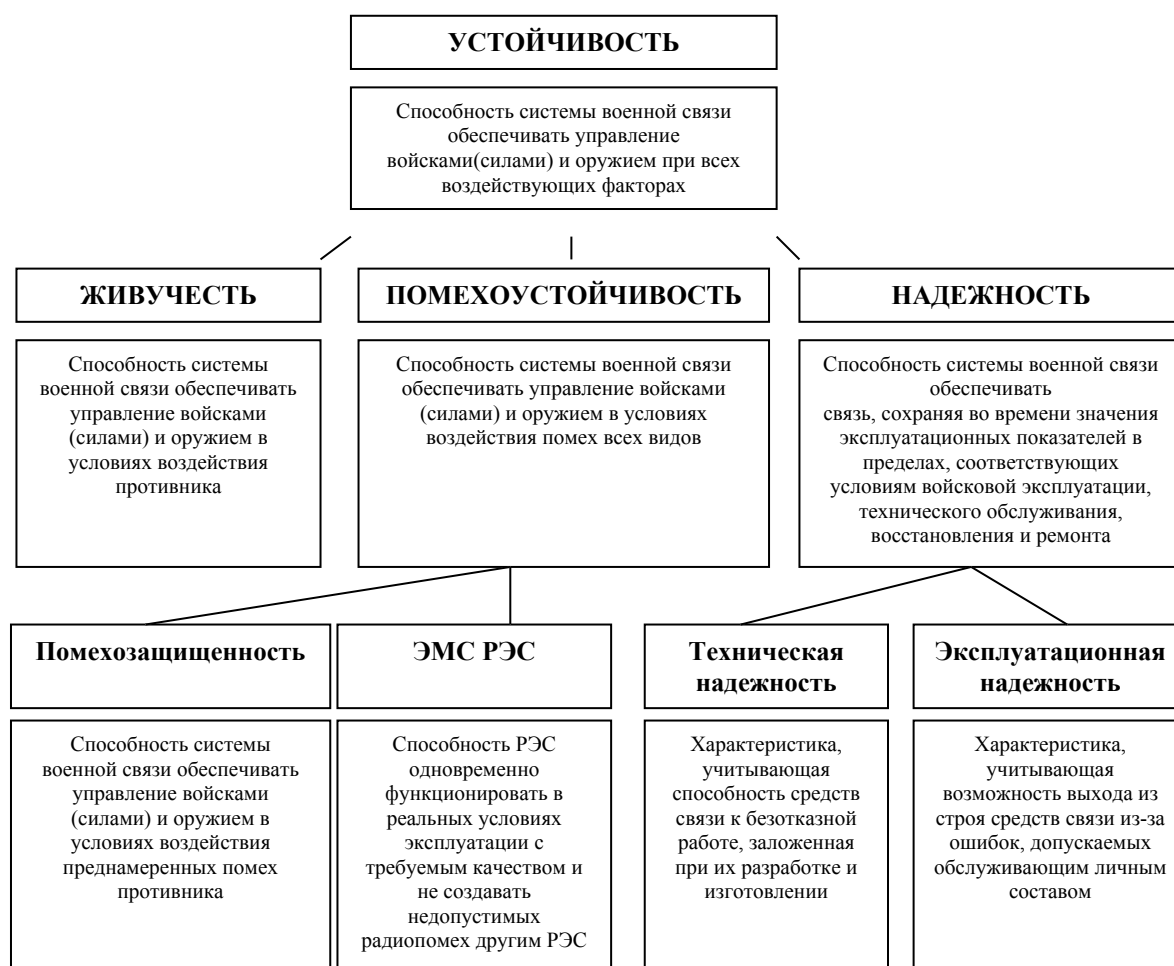 УСТОЙЧИВОСТЬ
Способность системы военной связи
обеспечивать управление
войсками(силами) и оружием при всех
воздействующих факторах
ЖИВУЧЕСТЬ
Способность системы
военной связи обеспечивать
управление войсками
(силами) и оружием в
условиях воздействия
противника
ПОМЕХОУСТОЙЧИВОСТЬ
Способность системы военной связи
обеспечивать управление войсками
(силами) и оружием в условиях
воздействия помех всех видов
НАДЕЖНОСТЬ
Способность системы военной связи
обеспечивать
связь, сохраняя во времени значения
эксплуатационных показателей в
пределах, соответствующих
условиям войсковой эксплуатации,
технического обслуживания,
восстановления и ремонта
Помехозащищенность
Способность системы
военной связи обеспечивать
управление войсками
(силами) и оружием в
условиях воздействия
преднамеренных помех
противника
ЭМС РЭС
Способность РЭС
одновременно
функционировать в
реальных условиях
эксплуатации с
требуемым качеством и
не создавать
недопустимых
радиопомех другим РЭС
Техническая
надежность
Характеристика,
учитывающая
способность средств
связи к безотказной
работе, заложенная
при их разработке и
изготовлении
Эксплуатационная
надежность
Характеристика,
учитывающая
возможность выхода из
строя средств связи из-за
ошибок, допускаемых
обслуживающим личным
составом